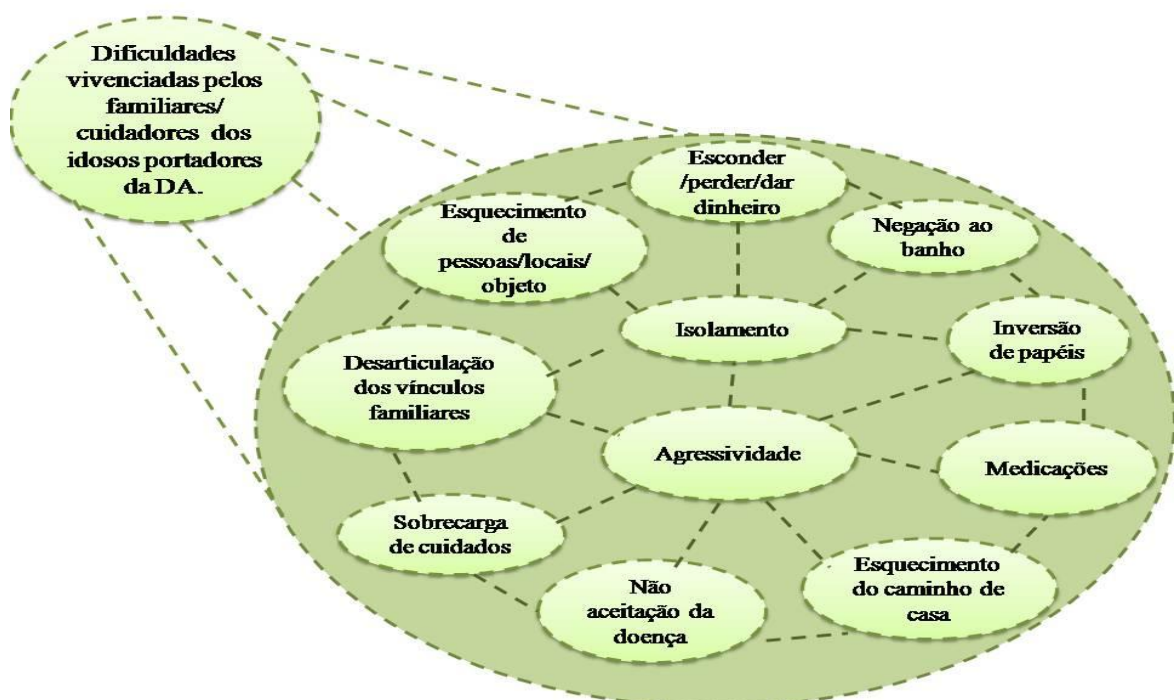 Dificuldades
vivenciadas pelos
familiares/
cuidadores dos
idosos portadores
da DA.
Esconder
/perder/dar
dinheiro
Esquecimento
de
pessoas/locais/
objeto
Negação ao
banho
Isolamento
Inversão
de papéis
Desarticulação
dos vínculos
familiares
Agressividade
Medicações
Sobrecarga
de cuidados
Esquecimento
do caminho de
casa
Não
aceitação da
doença